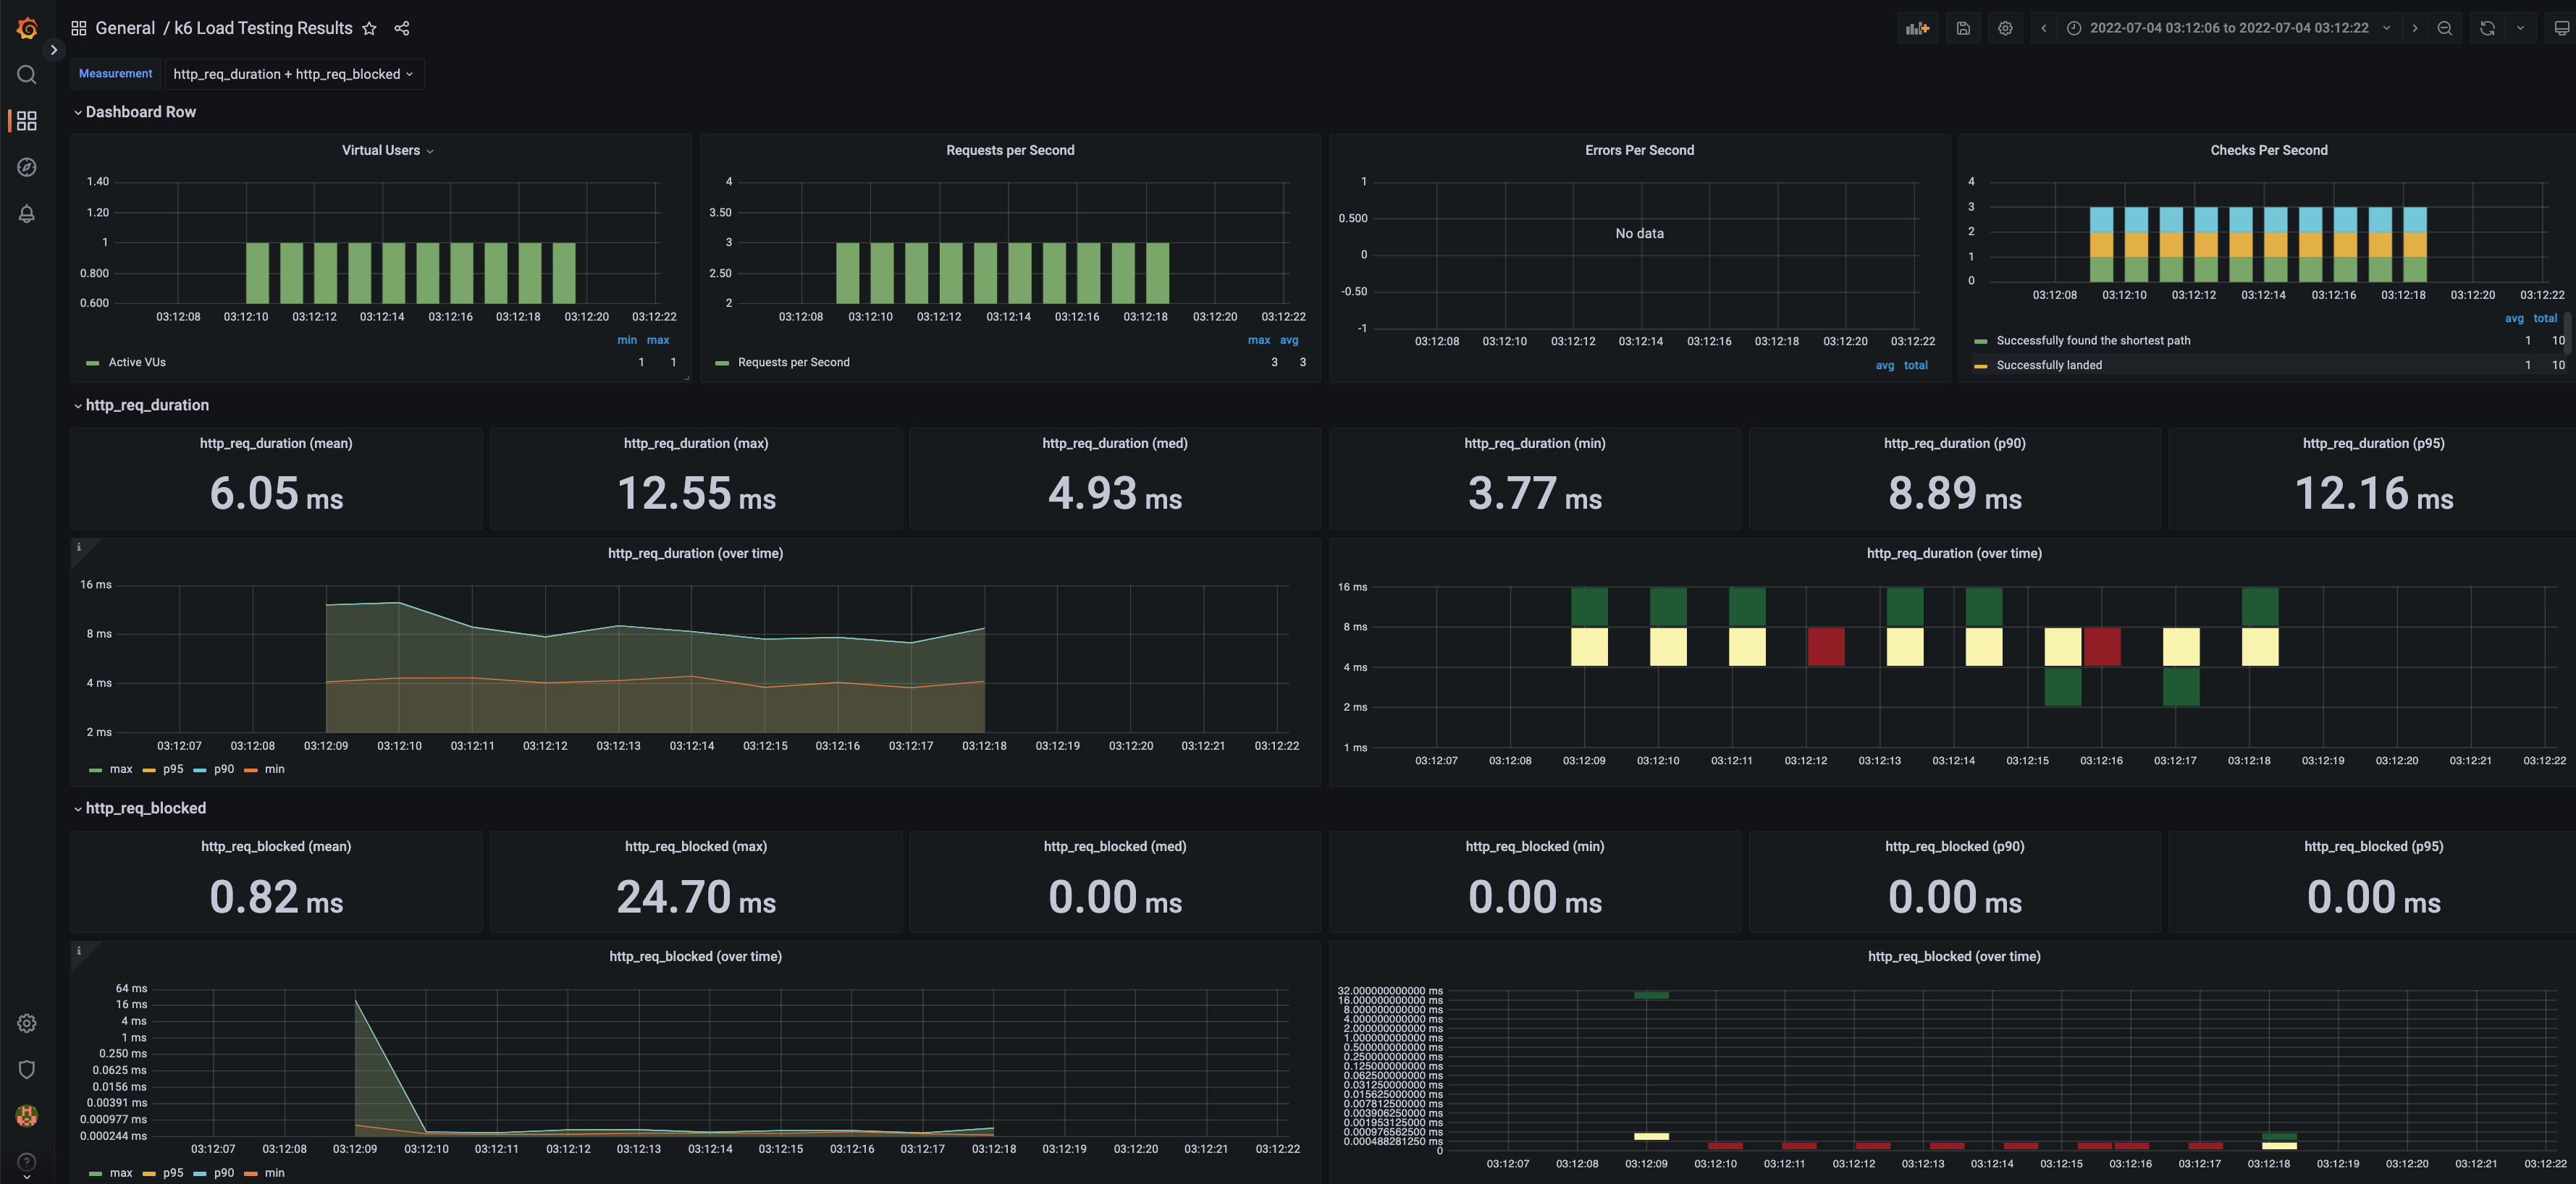 General / k6 Load Testing Results
2022-07-04 03:12:06 to 2022-07-04 03:12:22
Measurement http_req_duration + http_req_blocked
Dashboard Row
Virtual Users
1.40
1.20
1
0.800
0.600
03:12:08 03:12:10 03:12:12 03:12:14 03:12:16 03:12:18 03:12:20 03:12:22
min max
Active VUs 1 1
Requests per Second
4
3.50
3
2.50
2
03:12:08 03:12:10 03:12:12 03:12:14 03:12:16 03:12:18 03:12:20 03:12:22
max avg
Requests per Second 3 3
Errors Per Second
1
0.500
No data
0
-0.50
-1
03:12:08 03:12:10 03:12:12 03:12:14 03:12:16 03:12:18 03:12:20 03:12:22
avg total
Checks Per Second
4
3
2
1
0
03:12:08 03:12:10 03:12:12 03:12:14 03:12:16 03:12:18 03:12:20 03:12:22
avg total
Successfully found the shortest path 1 10
Successfully landed 1 10
http_req_duration
http_req_duration (mean)
6.05 ms
http_req_duration (max)
12.55 ms
http_req_duration (med)
4.93 ms
http_req_duration (min)
3.77 ms
http_req_duration (p90)
8.89 ms
http_req_duration (p95)
12.16 ms
http_req_duration (over time)
16 ms
8 ms
4 ms
2 ms
03:12:07 03:12:08 03:12:09 03:12:10 03:12:11 03:12:12 03:12:13 03:12:14 03:12:15 03:12:16 03:12:17 03:12:18 03:12:19 03:12:20 03:12:21 03:12:22
max p95 p90 min
http_req_duration (over time)
16 ms
8 ms
4 ms
2 ms
1 ms
03:12:07 03:12:08 03:12:09 03:12:10 03:12:11 03:12:12 03:12:13 03:12:14 03:12:15 03:12:16 03:12:17 03:12:18 03:12:19 03:12:20 03:12:21 03:12:22
http_req_blocked
http_req_blocked (mean)
0.82 ms
http_req_blocked (max)
24.70 ms
http_req_blocked (med)
0.00 ms
http_req_blocked (min)
0.00 ms
http_req_blocked (p90)
0.00 ms
http_req_blocked (p95)
0.00 ms
http_req_blocked (over time)
64 ms
16 ms
4 ms
1 ms
0.250 ms
0.0625 ms
0.0156 ms
0.00391 ms
0.000977 ms
0.000244 ms
03:12:07 03:12:08 03:12:09 03:12:10 03:12:11 03:12:12 03:12:13 03:12:14 03:12:15 03:12:16 03:12:17 03:12:18 03:12:19 03:12:20 03:12:21 03:12:22
max p95 p90 min
http_req_blocked (over time)
32.000000000000 ms
16.000000000000 ms
8.000000000000 ms
4.000000000000 ms
2.000000000000 ms
1.000000000000 ms
0.500000000000 ms
0.250000000000 ms
0.125000000000 ms
0.062500000000 ms
0.031250000000 ms
0.015625000000 ms
0.007812500000 ms
0.003906250000 ms
0.001953125000 ms
0.000976562500 ms
0.000488281250 ms
0
03:12:07 03:12:08 03:12:09 03:12:10 03:12:11 03:12:12 03:12:13 03:12:14 03:12:15 03:12:16 03:12:17 03:12:18 03:12:19 03:12:20 03:12:21 03:12:22